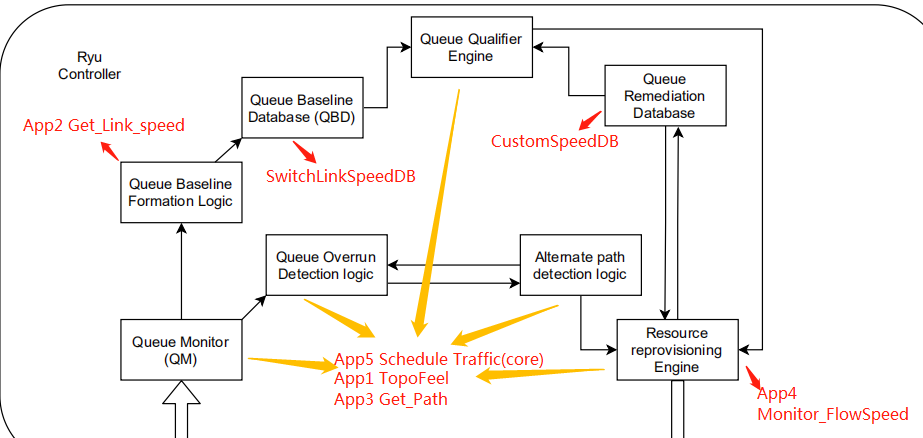 Queue Qualifier
Engine
Ryu
Controller
Queue
Remediation
Database
Queue Baseline
Database (QBD)
App2 Get_Link_speed
CustomSpeedDB
SwitchLinkSpeedDB
Queue Baseline
Formation Logic
Queue Overrun
Detection logic
Alternate path
detection logic
Queue Monitor
(QM)
Resource
reprovisioning
Engine
App5 Schedule Traffic(core)
App1 TopoFeel
App3 Get_Path
App4
Monitor_FlowSpeed